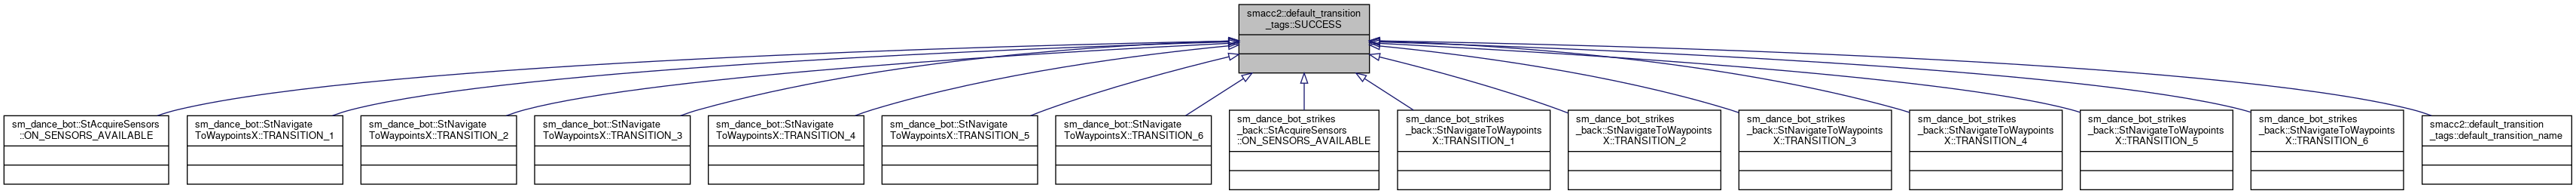 smacc2::default_transition
_tags::SUCCESS
sm_dance_bot::StAcquireSensors
::ON_SENSORS_AVAILABLE
sm_dance_bot::StNavigate
ToWaypointsX::TRANSITION_1
sm_dance_bot::StNavigate
ToWaypointsX::TRANSITION_2
sm_dance_bot::StNavigate
ToWaypointsX::TRANSITION_3
sm_dance_bot::StNavigate
ToWaypointsX::TRANSITION_4
sm_dance_bot::StNavigate
ToWaypointsX::TRANSITION_5
sm_dance_bot::StNavigate
ToWaypointsX::TRANSITION_6
sm_dance_bot_strikes
_back::StAcquireSensors
::ON_SENSORS_AVAILABLE
sm_dance_bot_strikes
_back::StNavigateToWaypoints
X::TRANSITION_1
sm_dance_bot_strikes
_back::StNavigateToWaypoints
X::TRANSITION_2
sm_dance_bot_strikes
_back::StNavigateToWaypoints
X::TRANSITION_3
sm_dance_bot_strikes
_back::StNavigateToWaypoints
X::TRANSITION_4
sm_dance_bot_strikes
_back::StNavigateToWaypoints
X::TRANSITION_5
sm_dance_bot_strikes
_back::StNavigateToWaypoints
X::TRANSITION_6
smacc2::default_transition
_tags::default_transition_name